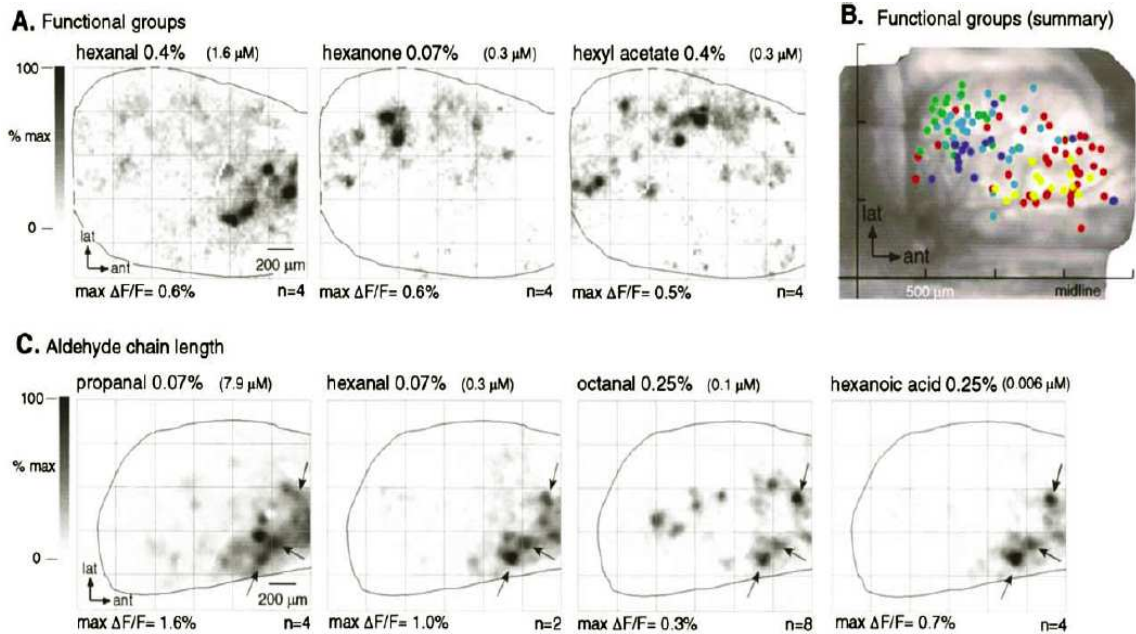 A. Functional groups
hexanal 0.4% (1.6 µM)
hexanone 0.07% (0.3 µM)
hexyl acetate 0.4% (0.3 µM)
100
% max
0
lat
ant
200 µm
max ΔF/F= 0.6% n=4
max ΔF/F= 0.6% n=4
max ΔF/F= 0.5% n=4
B. Functional groups (summary)
lat
ant
500 µm
midline
C. Aldehyde chain length
propanal 0.07% (7.9 µM)
hexanal 0.07% (0.3 µM)
octanal 0.25% (0.1 µM)
hexanoic acid 0.25% (0.006 µM)
100
% max
0
lat
ant
200 µm
max ΔF/F= 1.6% n=4
max ΔF/F= 1.0% n=2
max ΔF/F= 0.3% n=8
max ΔF/F= 0.7% n=4